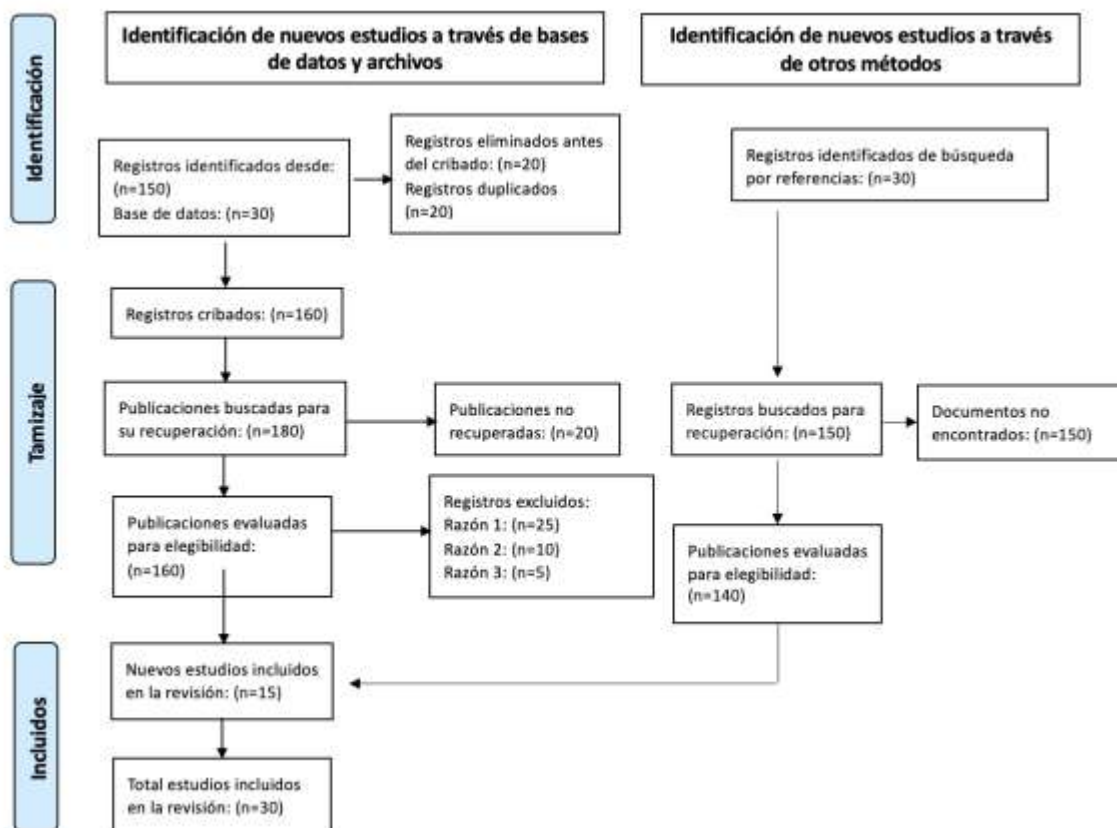 Identificación
Identificación de nuevos estudios a través de bases
de datos y archivos
Identificación de nuevos estudios a través
de otros métodos
Registros identificados desde:
(n=150)
Base de datos: (n=30)
Registros eliminados antes
del cribado: (n=20)
Registros duplicados
(n=20)
Registros identificados de búsqueda
por referencias: (n=30)
Tamizaje
Registros cribados: (n=160)
Publicaciones buscadas para
su recuperación: (n=180)
Publicaciones no
recuperadas: (n=20)
Registros buscados para
recuperación: (n=150)
Documentos no
encontrados: (n=150)
Publicaciones evaluadas
para elegibilidad:
(n=160)
Registros excluidos:
Razón 1: (n=25)
Razón 2: (n=10)
Razón 3: (n=5)
Publicaciones evaluadas
para elegibilidad:
(n=140)
Incluidos
Nuevos estudios incluidos
en la revisión: (n=15)
Total estudios incluidos
en la revisión: (n=30)